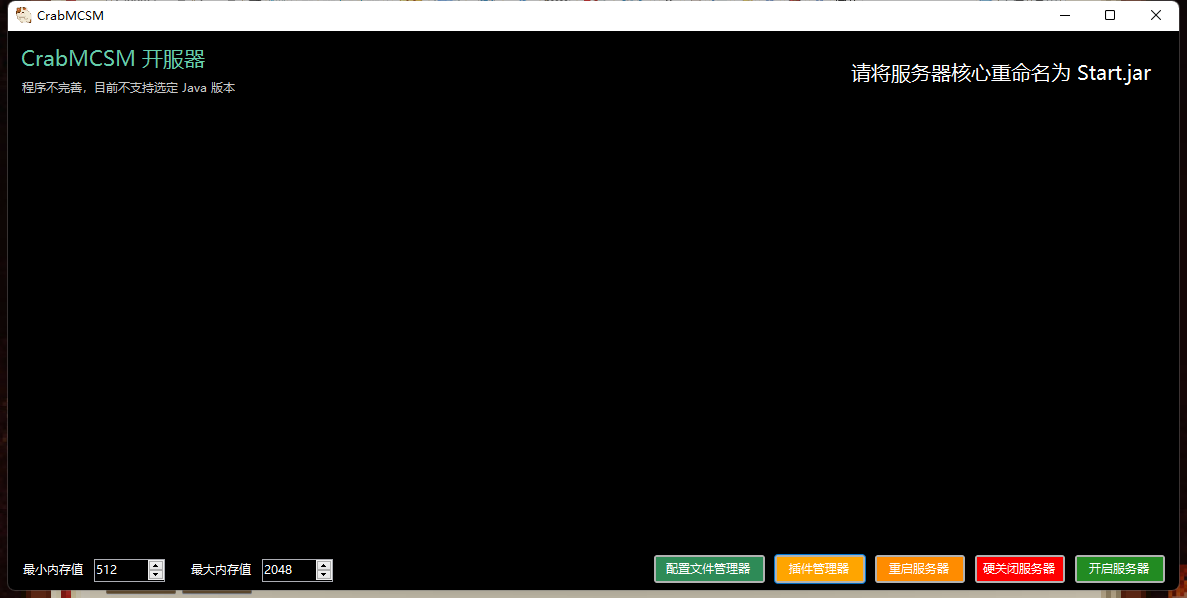 CrabMCSM
CrabMCSM 开服器
请将服务器核心重命名为 Start.jar
程序不完善，目前不支持选定 Java 版本
最小内存值 512 最大内存值 2048 配置文件管理器 插件管理器 重启服务器 硬关闭服务器 开启服务器